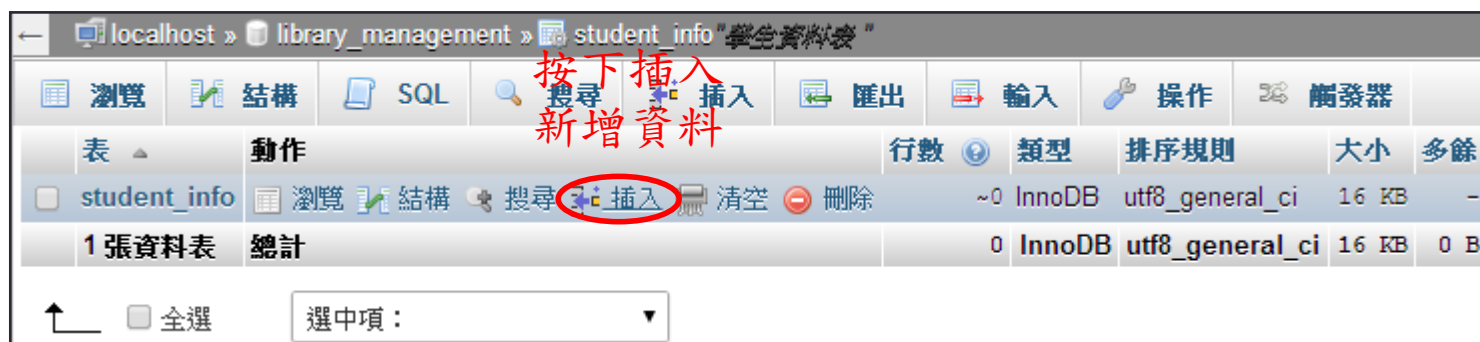 ← localhost » library_management » student_info "學生資料表 "
按下插入
瀏覽 結構 SQL 搜尋 插入 匯出 輸入 操作 觸發器
新增資料
表 動作 行數 類型 排序規則 大小 多餘
student_info 瀏覽 結構 搜尋 插入 清空 刪除 ~0 InnoDB utf8_general_ci 16 KB -
1 張資料表 總計 0 InnoDB utf8_general_ci 16 KB 0 B
全選 選中項：